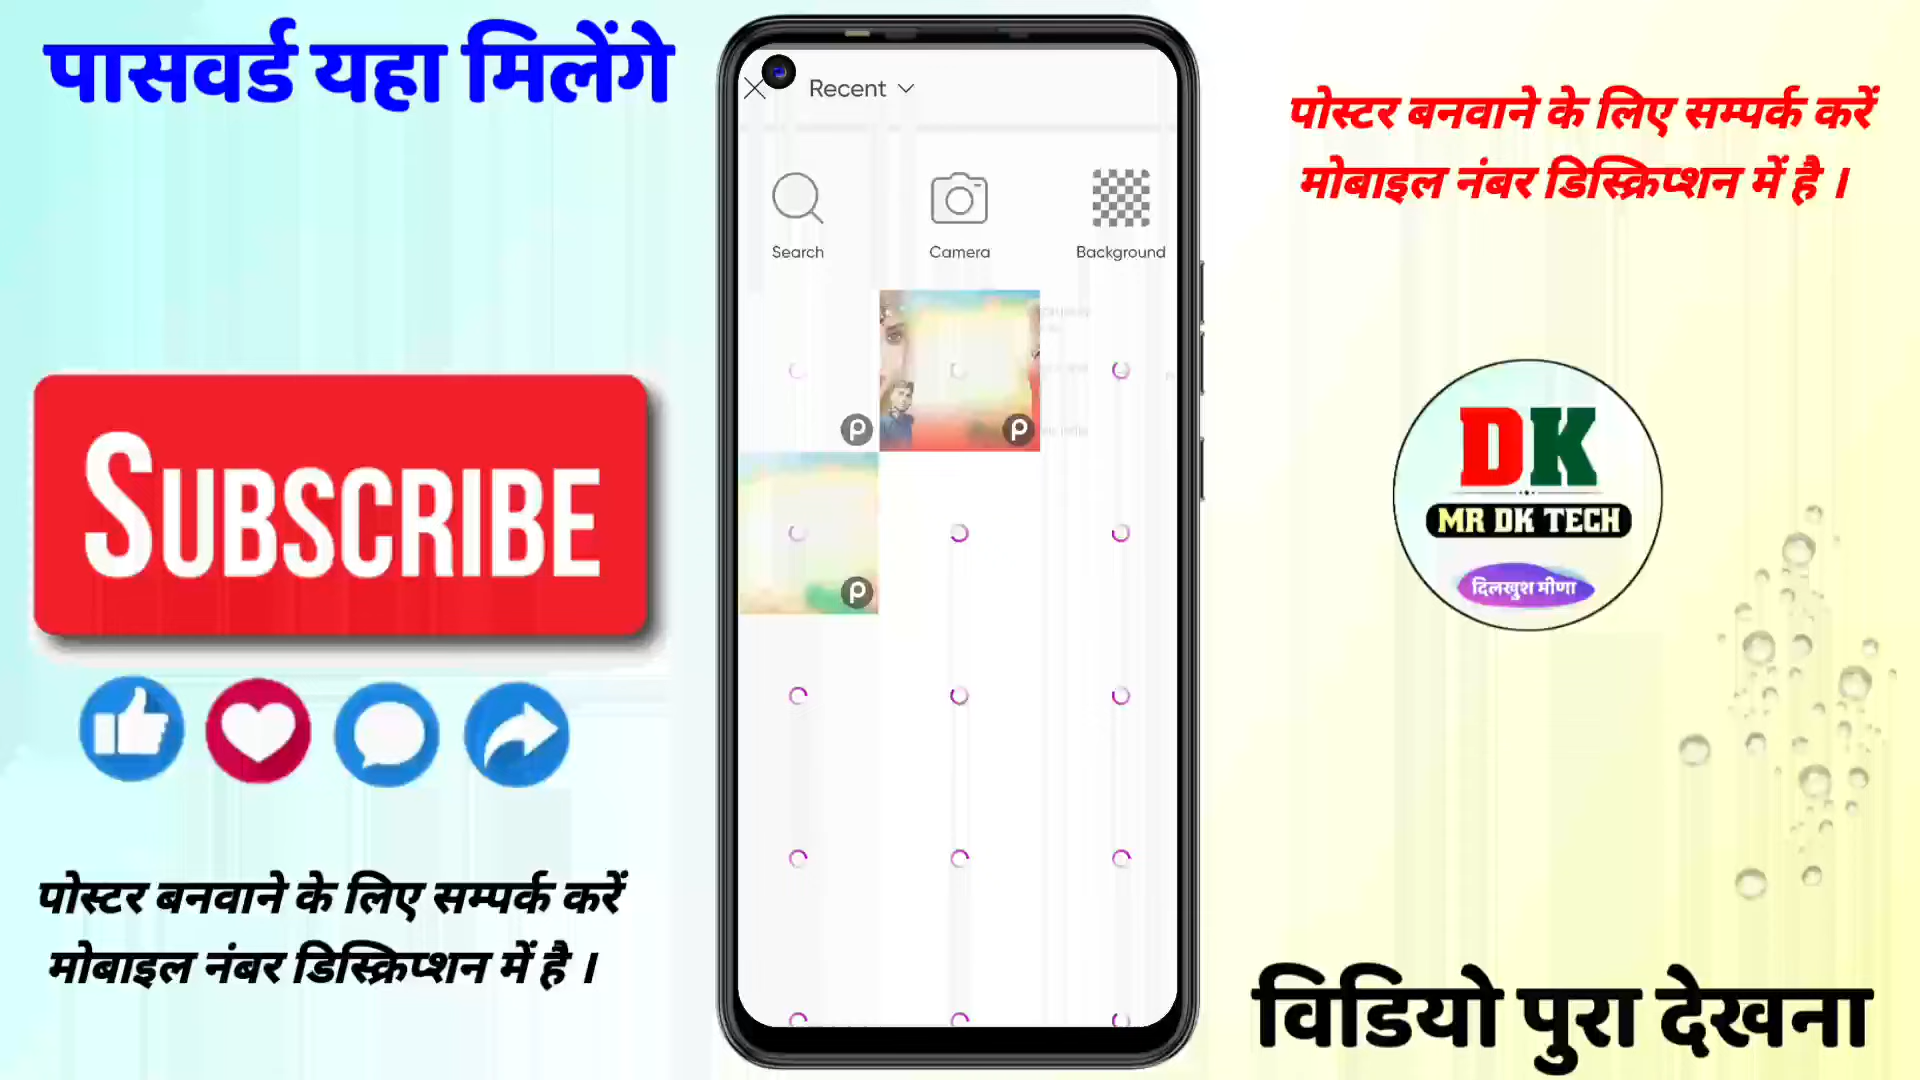 पासवर्ड यहा मिलेंगे
पोस्टर बनवाने के लिए सम्पर्क करें
मोबाइल नंबर डिस्क्रिप्शन में है ।
Recent
Search
Camera
Background
SUBSCRIBE
DK
MR DK TECH
दिलखुश मीणा
पोस्टर बनवाने के लिए सम्पर्क करें
मोबाइल नंबर डिस्क्रिप्शन में है ।
विडियो पुरा देखना